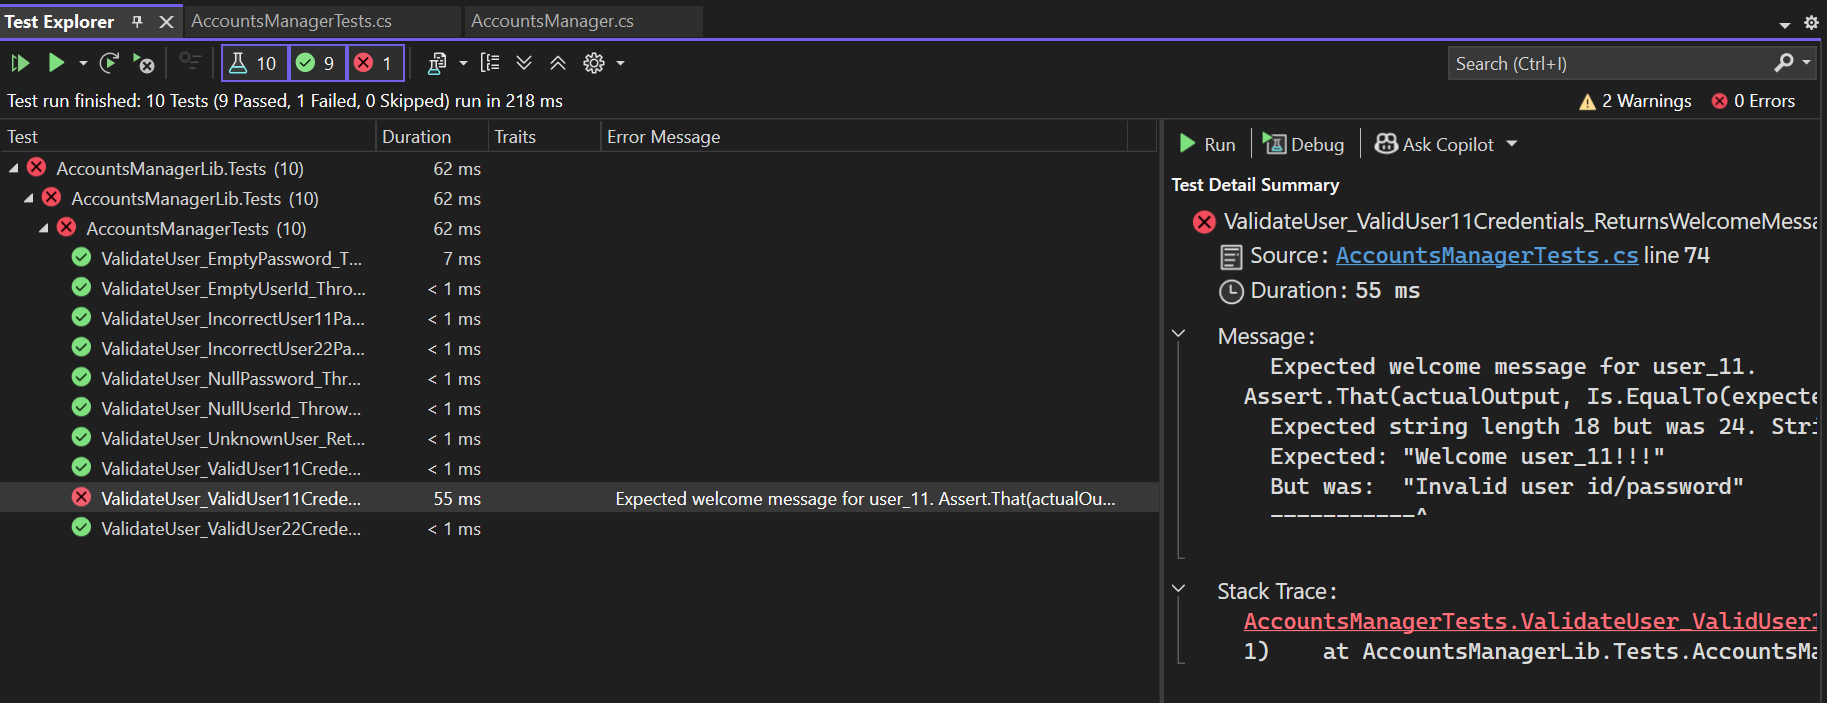 Test Explorer AccountsManagerTests.cs AccountsManager.cs
10 9 1 Search (Ctrl+I)
Test run finished: 10 Tests (9 Passed, 1 Failed, 0 Skipped) run in 218 ms 2 Warnings 0 Errors
Test Duration Traits Error Message
AccountsManagerLib.Tests (10) 62 ms
AccountsManagerLib.Tests (10) 62 ms
AccountsManagerTests (10) 62 ms
ValidateUser_EmptyPassword_T... 7 ms
ValidateUser_EmptyUserId_Thro... < 1 ms
ValidateUser_IncorrectUser11Pa... < 1 ms
ValidateUser_IncorrectUser22Pa... < 1 ms
ValidateUser_NullPassword_Thr... < 1 ms
ValidateUser_NullUserId_Throw... < 1 ms
ValidateUser_UnknownUser_Ret... < 1 ms
ValidateUser_ValidUser11Crede... < 1 ms
ValidateUser_ValidUser11Crede... 55 ms Expected welcome message for user_11. Assert.That(actualOu...
ValidateUser_ValidUser22Crede... < 1 ms
Run Debug Ask Copilot
Test Detail Summary
ValidateUser_ValidUser11Credentials_ReturnsWelcomeMessa
Source: AccountsManagerTests.cs line 74
Duration: 55 ms
Message:
Expected welcome message for user_11.
Assert.That(actualOutput, Is.EqualTo(expecte
Expected string length 18 but was 24. Stri
Expected: "Welcome user_11!!!"
But was: "Invalid user id/password"
-----------^
Stack Trace:
AccountsManagerTests.ValidateUser_ValidUser1
1) at AccountsManagerLib.Tests.AccountsMa